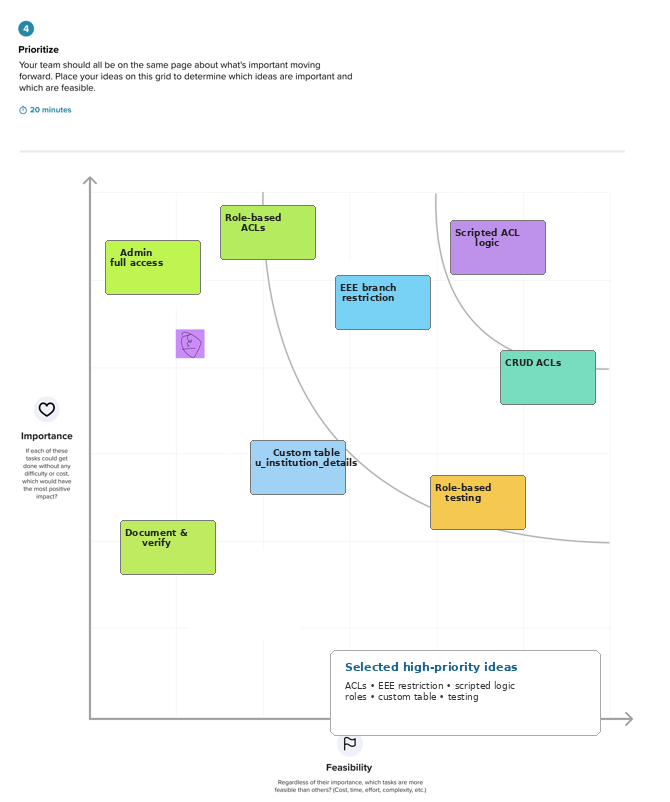 4
Prioritize
Your team should all be on the same page about what's important moving
forward. Place your ideas on this grid to determine which ideas are important and
which are feasible.
20 minutes
Role-based
ACLs
Scripted ACL
logic
Admin
full access
EEE branch
restriction
CRUD ACLs
Importance
If each of these
tasks could get
done without any
difficulty or cost,
which would have
the most positive
impact?
Custom table
u_institution_details
Role-based
testing
Document &
verify
Selected high-priority ideas
ACLs • EEE restriction • scripted logic
roles • custom table • testing
Feasibility
Regardless of their importance, which tasks are more
feasible than others? (Cost, time, effort, complexity, etc.)